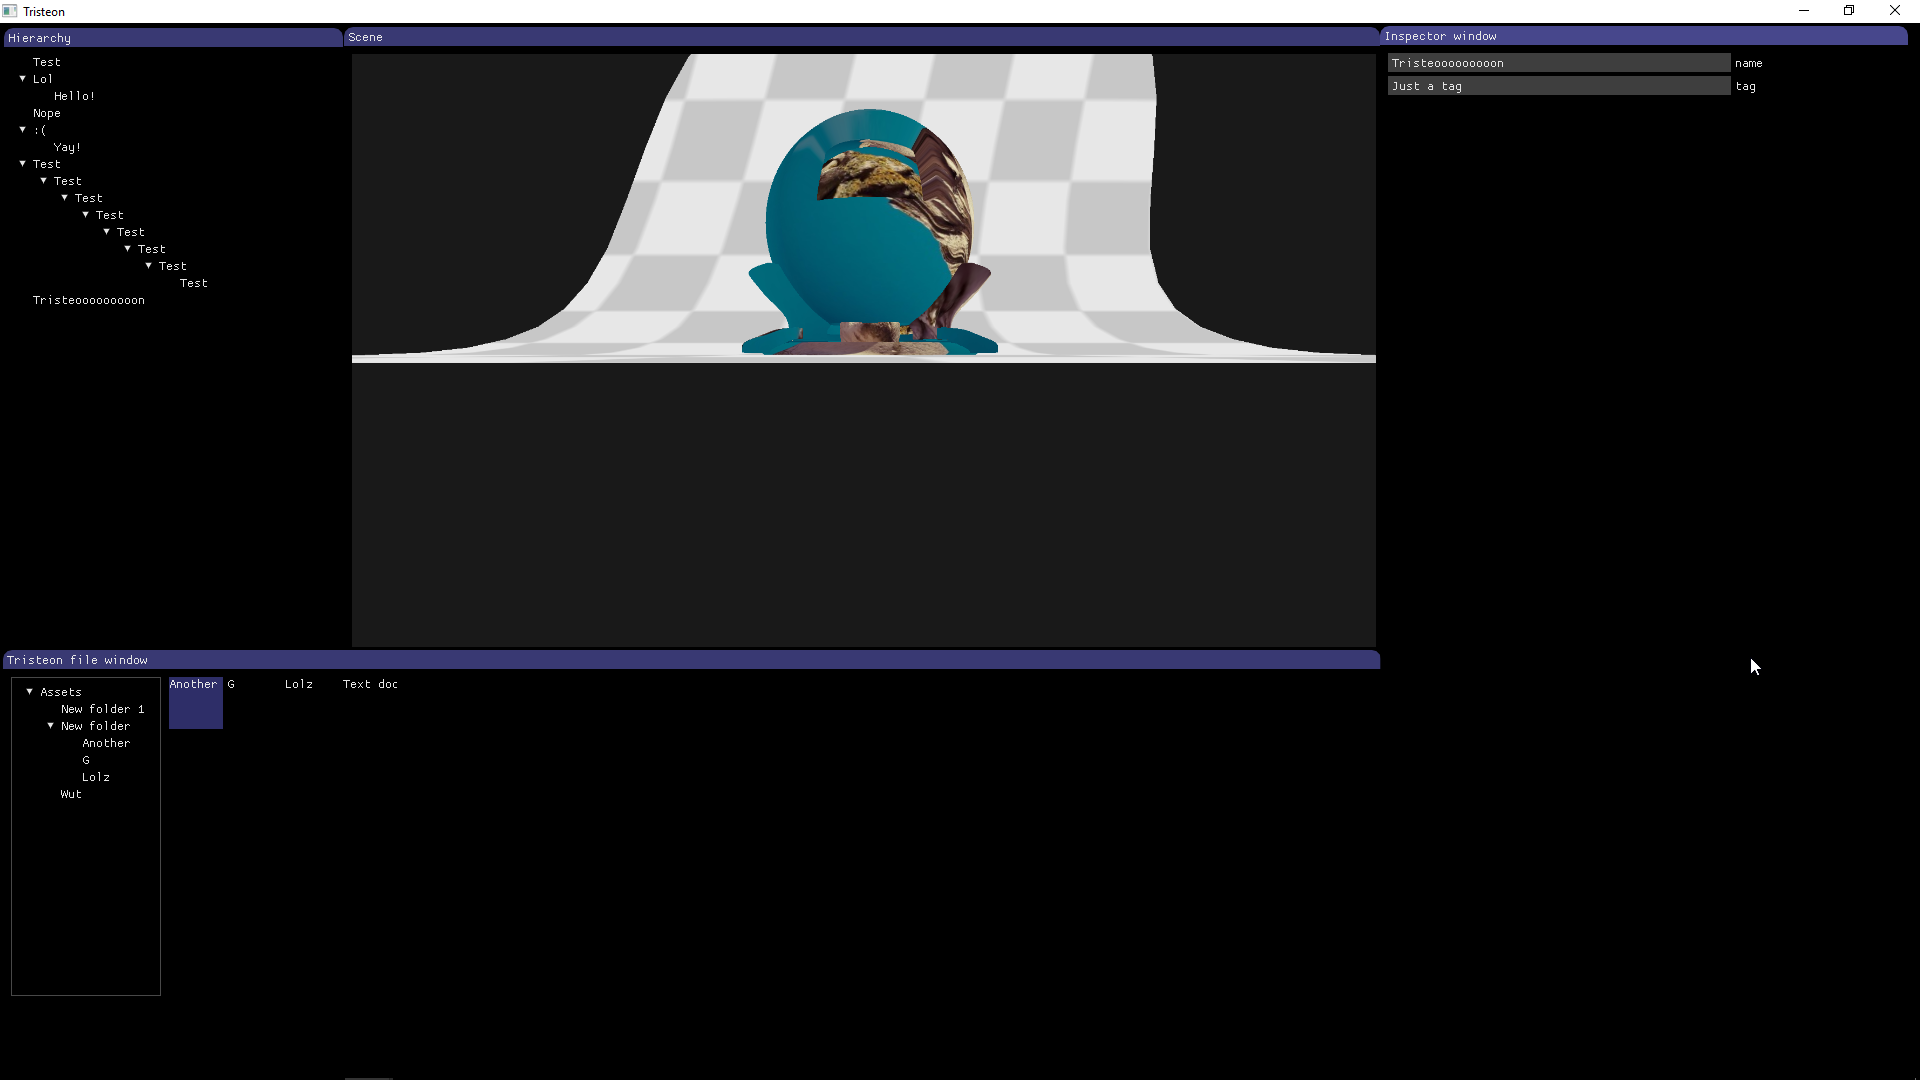 Tristeon
Hierarchy
Test
Lol
Hello!
Nope
:(
Yay!
Test
Test
Test
Test
Test
Test
Test
Test
Tristeooooooooon
Scene
Inspector window
Tristeooooooooon name
Just a tag tag
Tristeon file window
Assets
New folder 1
New folder
Another
G
Lolz
Wut
Another G Lolz Text doc